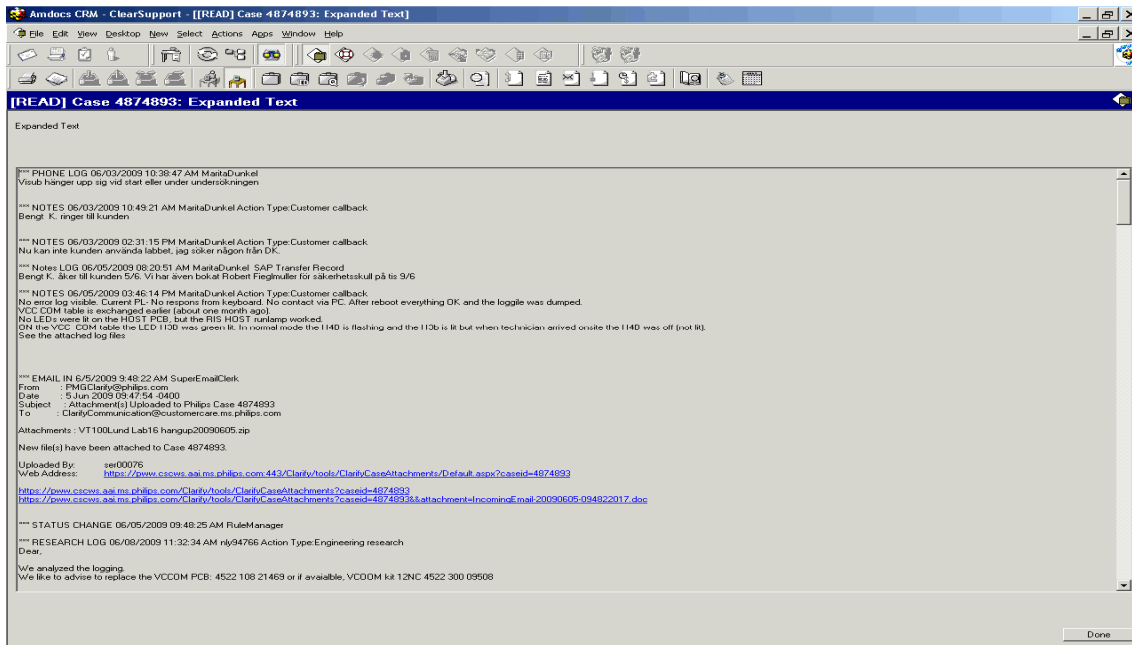 Amdocs CRM - ClearSupport - [[READ] Case 4874893: Expanded Text]
File Edit View Desktop New Select Actions Apps Window Help
[READ] Case 4874893: Expanded Text
Expanded Text
*** PHONE LOG 06/03/2009 10:38:47 AM MaritaDunkel
Visub hänger upp sig vid start eller under undersökningen
*** NOTES 06/03/2009 10:49:21 AM MaritaDunkel Action Type:Customer callback
Bengt K. ringer till kunden
*** NOTES 06/03/2009 02:31:15 PM MaritaDunkel Action Type:Customer callback
Nu kan inte kunden använda labbet, jag söker någon från DK.
*** Notes LOG 06/05/2009 08:20:51 AM MaritaDunkel SAP Transfer Record
Bengt K. åker till kunden 5/6. Vi har även bokat Robert Fieglmuller för säkerhetsskull på tis 9/6
*** NOTES 06/05/2009 03:46:14 PM MaritaDunkel Action Type:Customer callback
No error log visible. Current PL- No respons from keyboard. No contact via PC. After reboot everything OK and the loggile was dumped.
VCC COM table is exchanged earlier (about one month ago).
No LEDs were lit on the HOST PCB, but the RIS HOST runlamp worked.
ON the VCC COM table the LED H3B was green lit. In normal mode the H4D is flashing and the H3b is lit but when technician arrived onsite the H4D was off (not lit).
See the attached log files
*** EMAIL IN 6/5/2009 9:48:22 AM SuperEmailClerk
From : PMGClarify@philips.com
Date : 5 Jun 2009 09:47:54 -0400
Subject : Attachment(s) Uploaded to Philips Case 4874893
To : ClarifyCommunication@customercare.ms.philips.com
Attachments : VT100Lund Lab16 hangup20090605.zip
New file(s) have been attached to Case 4874893.
Uploaded By: ser00076
Web Address: https://pww.cscws.aai.ms.philips.com:443/Clarify/tools/ClarifyCaseAttachments/Default.aspx?caseid=4874893
https://pww.cscws.aai.ms.philips.com/Clarify/tools/ClarifyCaseAttachments?caseid=4874893
https://pww.cscws.aai.ms.philips.com/Clarify/tools/ClarifyCaseAttachments?caseid=4874893&&attachment=IncomingEmail-20090605-094822017.doc
*** STATUS CHANGE 06/05/2009 09:48:25 AM RuleManager
*** RESEARCH LOG 06/08/2009 11:32:34 AM nly94766 Action Type:Engineering research
Dear,
We analyzed the logging.
We like to advise to replace the VCCOM PCB: 4522 108 21469 or if avaialble, VCOOM kit 12NC 4522 300 09508
Done